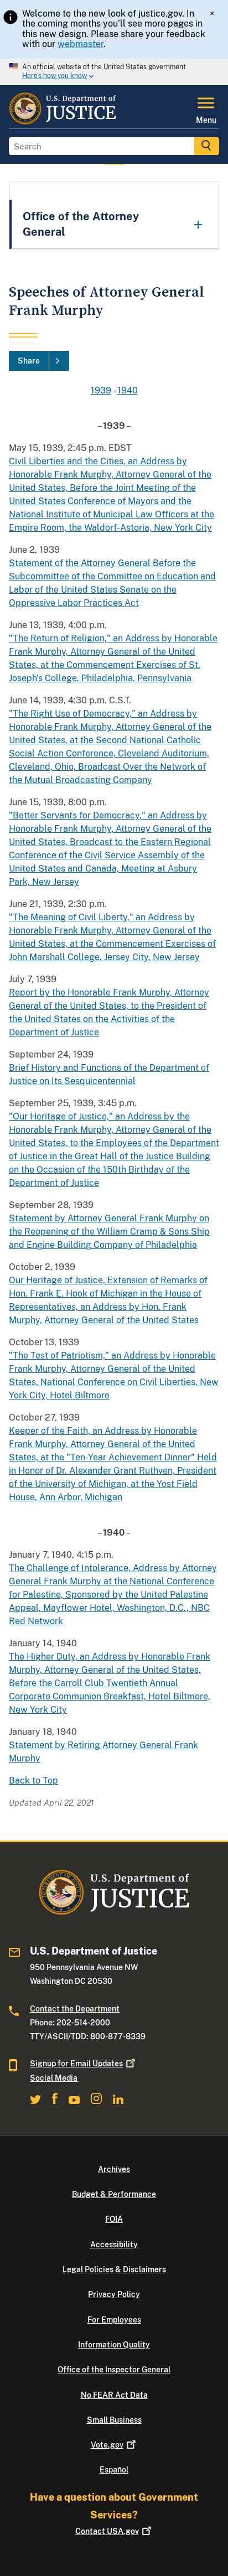 Welcome to the new look of justice.gov. In
the coming months you'll see more pages in
this new design. Please share your feedback
with our webmaster.
×
An official website of the United States government
Here's how you know
U.S. Department of
JUSTICE
Menu
Search
Office of the Attorney
General
+
Speeches of Attorney General
Frank Murphy
Share
1939 - 1940
– 1939 –
May 15, 1939, 2:45 p.m. EDST
Civil Liberties and the Cities, an Address by
Honorable Frank Murphy, Attorney General of the
United States, Before the Joint Meeting of the
United States Conference of Mayors and the
National Institute of Municipal Law Officers at the
Empire Room, the Waldorf-Astoria, New York City
June 2, 1939
Statement of the Attorney General Before the
Subcommittee of the Committee on Education and
Labor of the United States Senate on the
Oppressive Labor Practices Act
June 13, 1939, 4:00 p.m.
"The Return of Religion," an Address by Honorable
Frank Murphy, Attorney General of the United
States, at the Commencement Exercises of St.
Joseph's College, Philadelphia, Pennsylvania
June 14, 1939, 4:30 p.m. C.S.T.
"The Right Use of Democracy," an Address by
Honorable Frank Murphy, Attorney General of the
United States, at the Second National Catholic
Social Action Conference, Cleveland Auditorium,
Cleveland, Ohio, Broadcast Over the Network of
the Mutual Broadcasting Company
June 15, 1939, 8:00 p.m.
"Better Servants for Democracy," an Address by
Honorable Frank Murphy, Attorney General of the
United States, Broadcast to the Eastern Regional
Conference of the Civil Service Assembly of the
United States and Canada, Meeting at Asbury
Park, New Jersey
June 21, 1939, 2:30 p.m.
"The Meaning of Civil Liberty," an Address by
Honorable Frank Murphy, Attorney General of the
United States, at the Commencement Exercises of
John Marshall College, Jersey City, New Jersey
July 7, 1939
Report by the Honorable Frank Murphy, Attorney
General of the United States, to the President of
the United States on the Activities of the
Department of Justice
September 24, 1939
Brief History and Functions of the Department of
Justice on Its Sesquicentennial
September 25, 1939, 3:45 p.m.
"Our Heritage of Justice," an Address by the
Honorable Frank Murphy, Attorney General of the
United States, to the Employees of the Department
of Justice in the Great Hall of the Justice Building
on the Occasion of the 150th Birthday of the
Department of Justice
September 28, 1939
Statement by Attorney General Frank Murphy on
the Reopening of the William Cramp & Sons Ship
and Engine Building Company of Philadelphia
October 2, 1939
Our Heritage of Justice, Extension of Remarks of
Hon. Frank E. Hook of Michigan in the House of
Representatives, an Address by Hon. Frank
Murphy, Attorney General of the United States
October 13, 1939
"The Test of Patriotism," an Address by Honorable
Frank Murphy, Attorney General of the United
States, National Conference on Civil Liberties, New
York City, Hotel Biltmore
October 27, 1939
Keeper of the Faith, an Address by Honorable
Frank Murphy, Attorney General of the United
States, at the "Ten-Year Achievement Dinner" Held
in Honor of Dr. Alexander Grant Ruthven, President
of the University of Michigan, at the Yost Field
House, Ann Arbor, Michigan
– 1940 –
January 7, 1940, 4:15 p.m.
The Challenge of Intolerance, Address by Attorney
General Frank Murphy at the National Conference
for Palestine, Sponsored by the United Palestine
Appeal, Mayflower Hotel, Washington, D.C., NBC
Red Network
January 14, 1940
The Higher Duty, an Address by Honorable Frank
Murphy, Attorney General of the United States,
Before the Carroll Club Twentieth Annual
Corporate Communion Breakfast, Hotel Biltmore,
New York City
January 18, 1940
Statement by Retiring Attorney General Frank
Murphy
Back to Top
Updated April 22, 2021
U.S. Department of
JUSTICE
U.S. Department of Justice
950 Pennsylvania Avenue NW
Washington DC 20530
Contact the Department
Phone: 202-514-2000
TTY/ASCII/TDD: 800-877-8339
Signup for Email Updates
Social Media
Archives
Budget & Performance
FOIA
Accessibility
Legal Policies & Disclaimers
Privacy Policy
For Employees
Information Quality
Office of the Inspector General
No FEAR Act Data
Small Business
Vote.gov
Español
Have a question about Government
Services?
Contact USA.gov